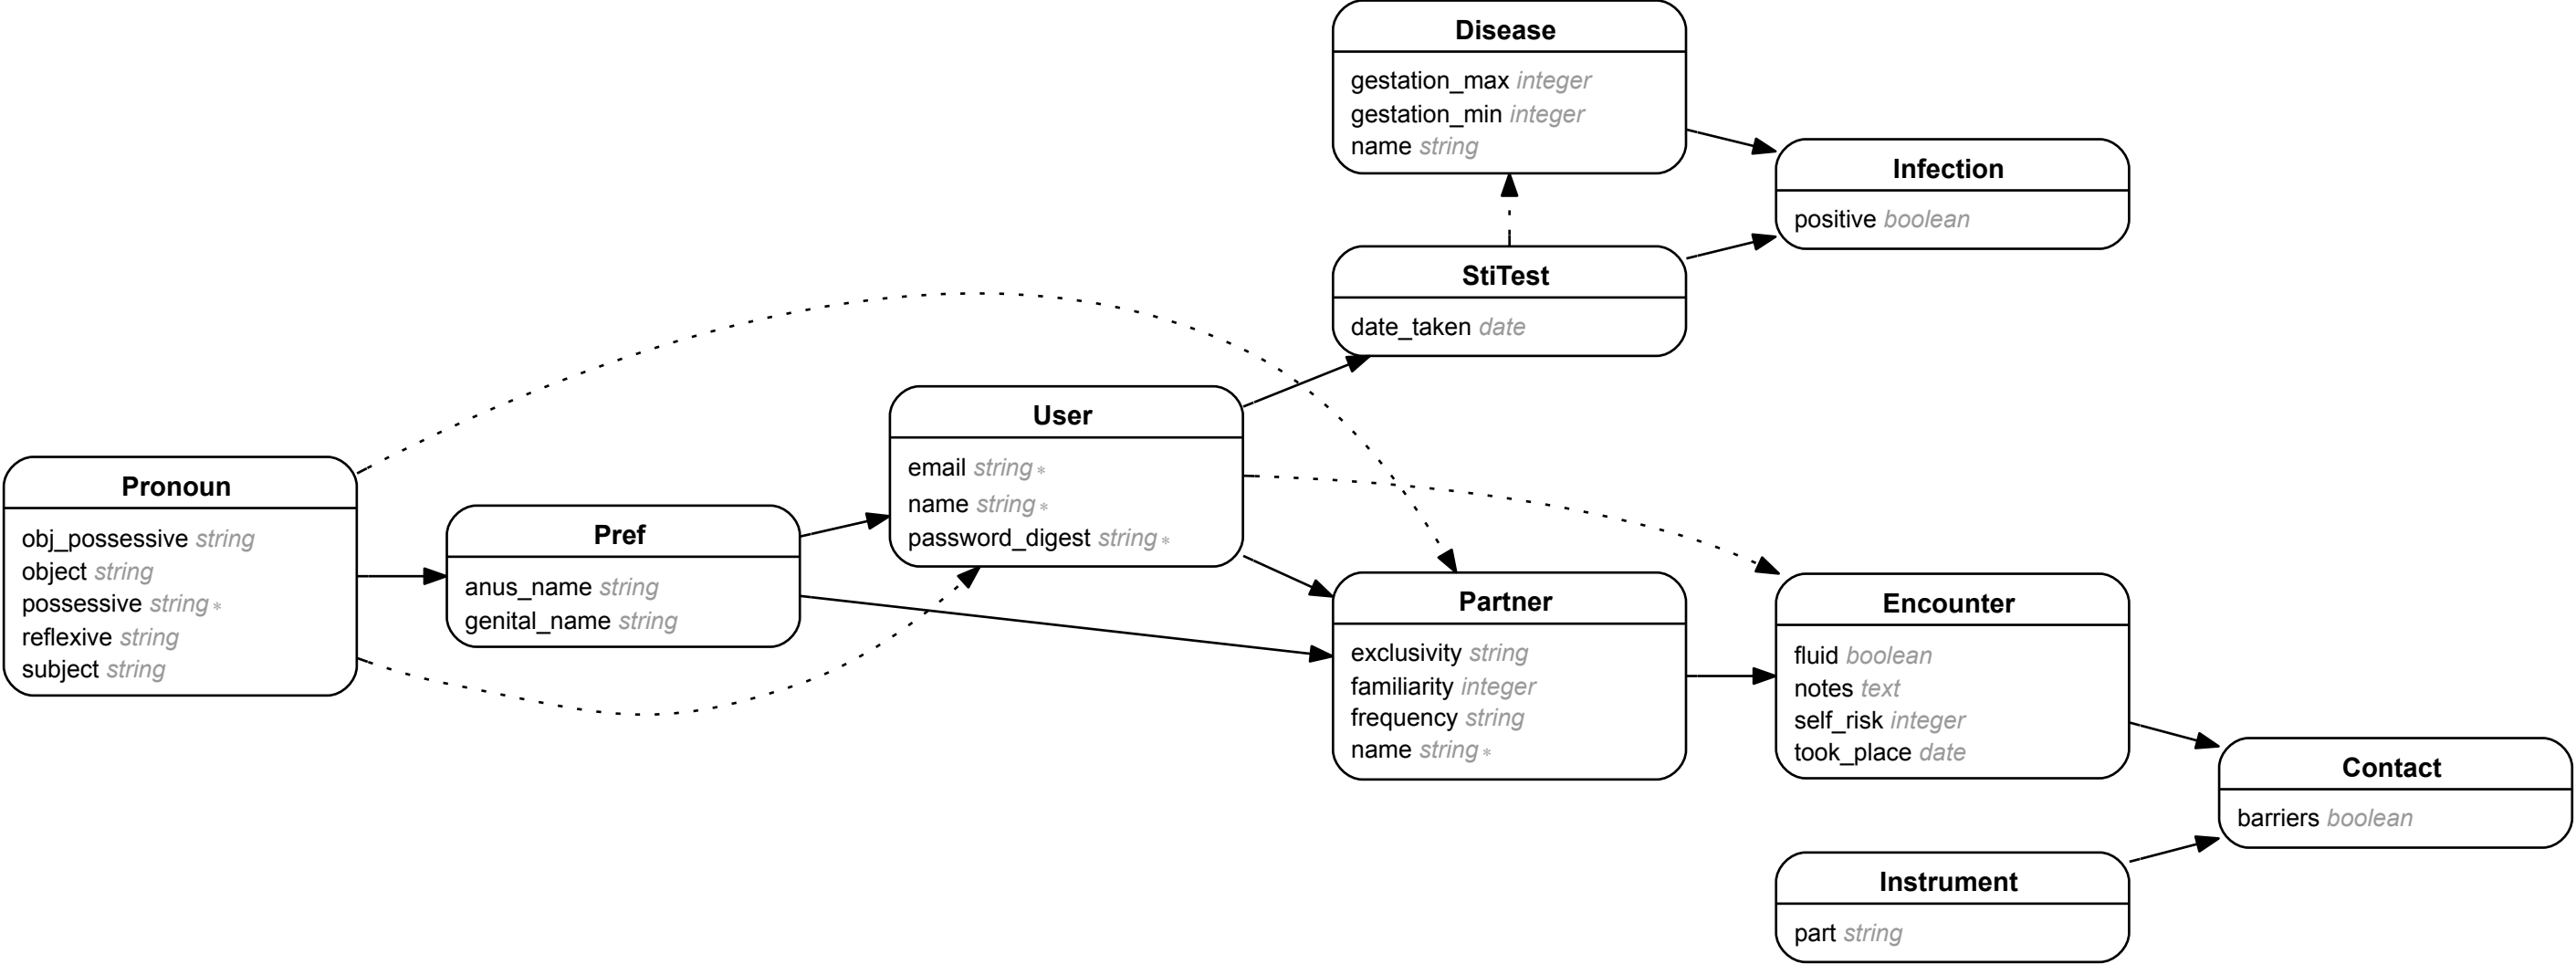 Disease
gestation_max integer
gestation_min integer
name string
Infection
positive boolean
StiTest
date_taken date
User
email string *
name string *
password_digest string *
Pronoun
obj_possessive string
object string
possessive string *
reflexive string
subject string
Pref
anus_name string
genital_name string
Partner
exclusivity string
familiarity integer
frequency string
name string *
Encounter
fluid boolean
notes text
self_risk integer
took_place date
Contact
barriers boolean
Instrument
part string